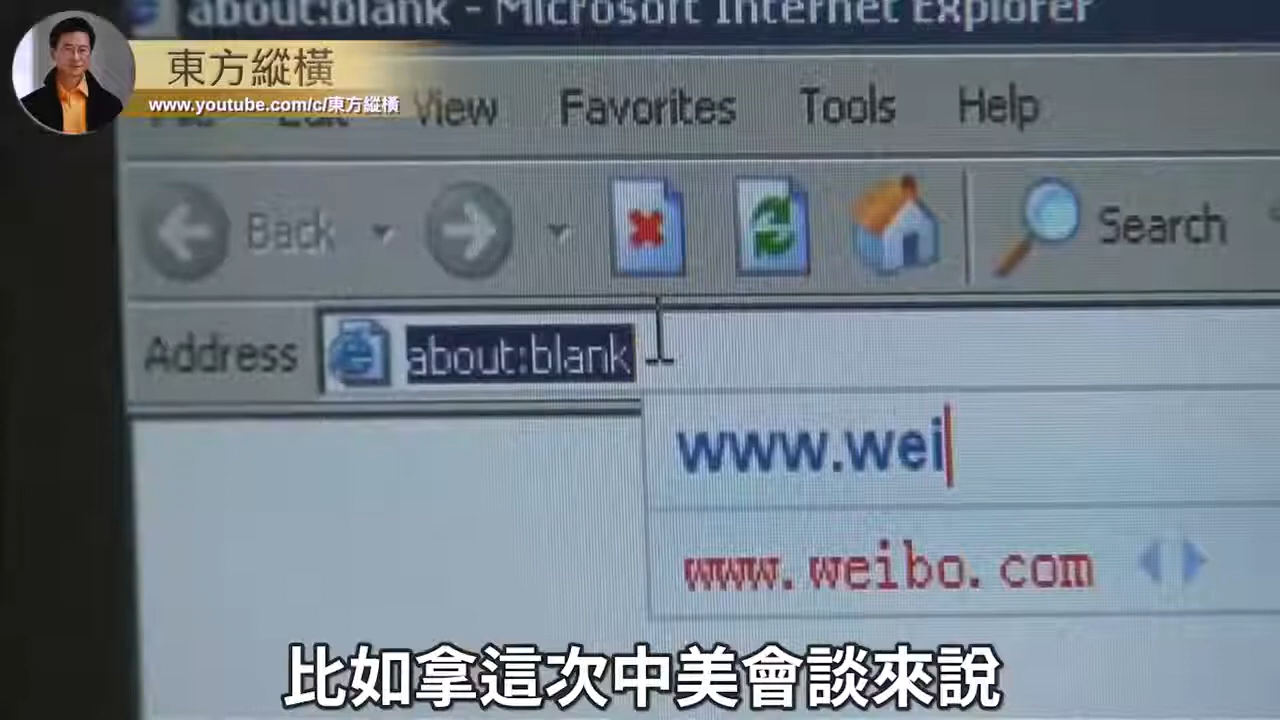 about:blank - Microsoft Internet Explorer
東方縱橫
www.youtube.com/c/東方縱橫
Edit View Favorites Tools Help
Back Search
Address about:blank
www.wei
www.weibo.com
比如拿這次中美會談來說